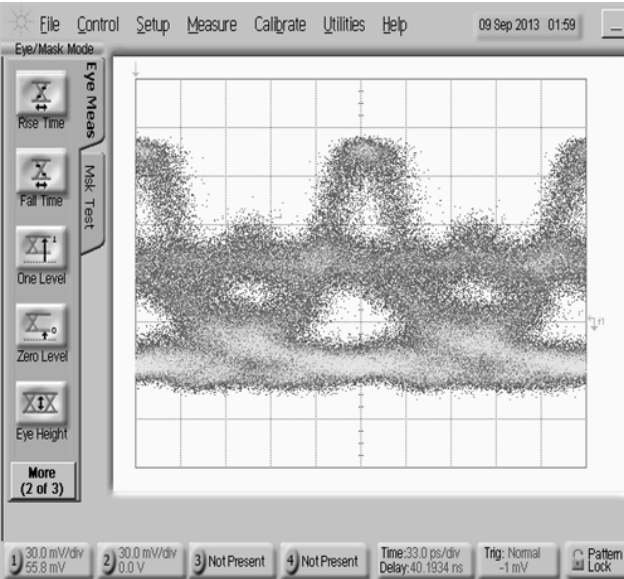 File Control Setup Measure Calibrate Utilities Help 09 Sep 2013 01:59
Eye/Mask Mode
Eye Meas
Msk Test
Rise Time
Fall Time
One Level
Zero Level
Eye Height
More
(2 of 3)
f1
1) 30.0 mV/div
55.8 mV
2) 30.0 mV/div
0.0 V
3) Not Present
4) Not Present
Time:33.0 ps/div
Delay:40.1934 ns
Trig: Normal
-1 mV
Pattern
Lock